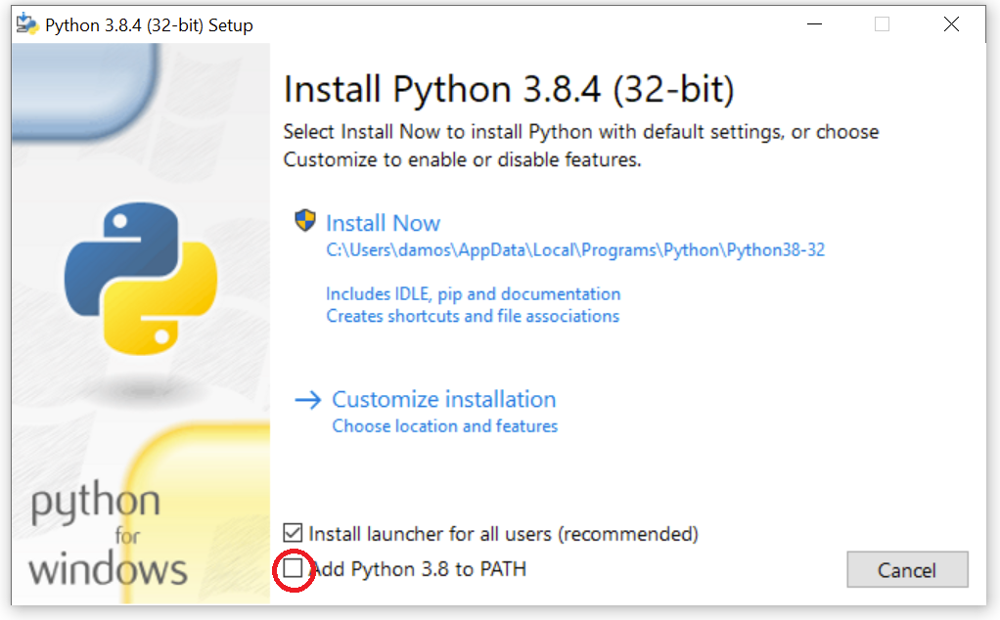 Python 3.8.4 (32-bit) Setup
Install Python 3.8.4 (32-bit)
Select Install Now to install Python with default settings, or choose
Customize to enable or disable features.
Install Now
C:\Users\damos\AppData\Local\Programs\Python\Python38-32
Includes IDLE, pip and documentation
Creates shortcuts and file associations
Customize installation
Choose location and features
python
for
windows
Install launcher for all users (recommended)
Add Python 3.8 to PATH
Cancel